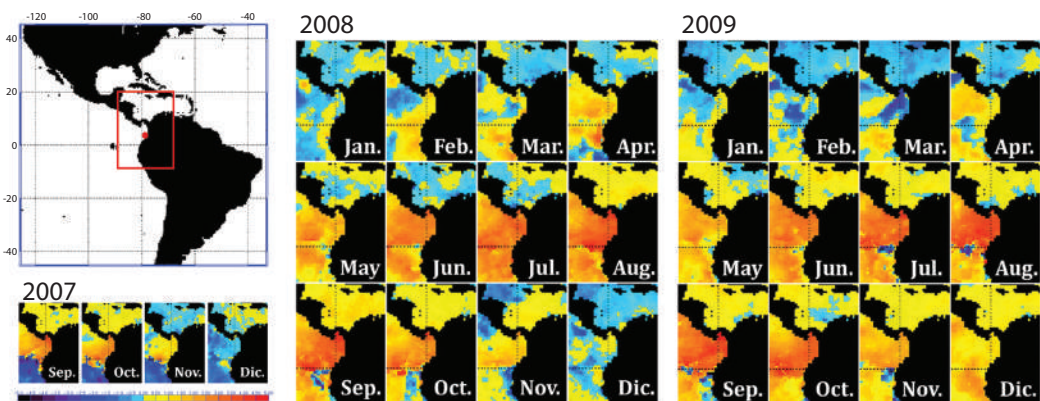 -120 -100 -80 -60 -40
40
20
0
-20
-40
2007
Sep. Oct. Nov. Dic.
2008
Jan. Feb. Mar. Apr.
May Jun. Jul. Aug.
Sep. Oct. Nov. Dic.
2009
Jan. Feb. Mar. Apr.
May Jun. Jul. Aug.
Sep. Oct. Nov. Dic.